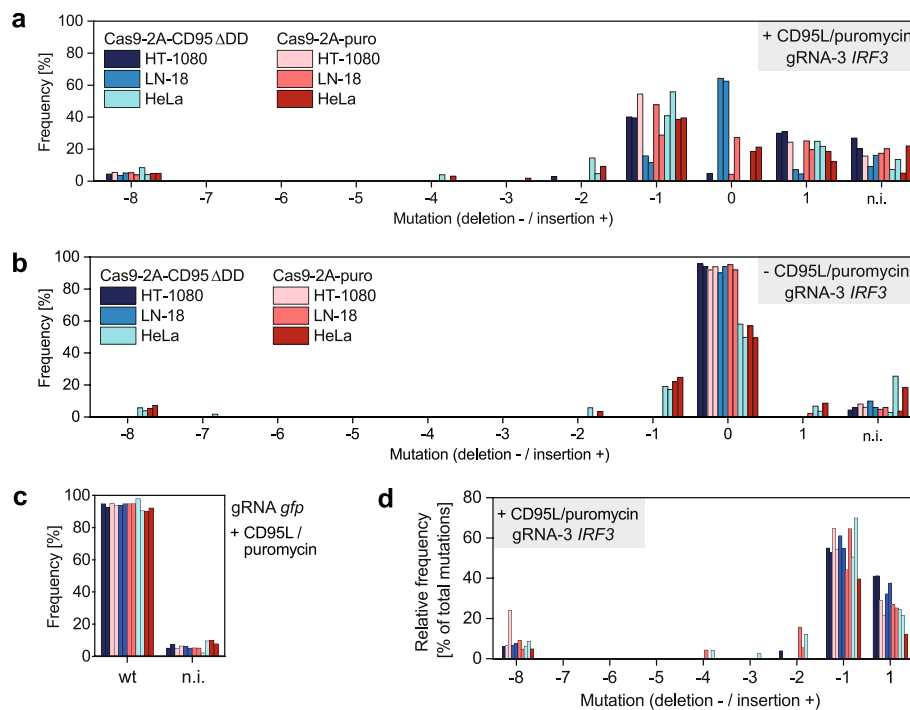 a
100
80
60
40
20
0
Frequency [%]
Cas9-2A-CD95 ΔDD
HT-1080
LN-18
HeLa
Cas9-2A-puro
HT-1080
LN-18
HeLa
+ CD95L/puromycin
gRNA-3 IRF3
-8 -7 -6 -5 -4 -3 -2 -1 0 1 n.i.
Mutation (deletion - / insertion +)
b
100
80
60
40
20
0
Frequency [%]
Cas9-2A-CD95 ΔDD
HT-1080
LN-18
HeLa
Cas9-2A-puro
HT-1080
LN-18
HeLa
- CD95L/puromycin
gRNA-3 IRF3
-8 -7 -6 -5 -4 -3 -2 -1 0 1 n.i.
Mutation (deletion - / insertion +)
c
100
80
60
40
20
0
Frequency [%]
gRNA gfp
+ CD95L /
puromycin
wt n.i.
d
80
60
40
20
0
Relative frequency
[% of total mutations]
+ CD95L/puromycin
gRNA-3 IRF3
-8 -7 -6 -5 -4 -3 -2 -1 1
Mutation (deletion - / insertion +)